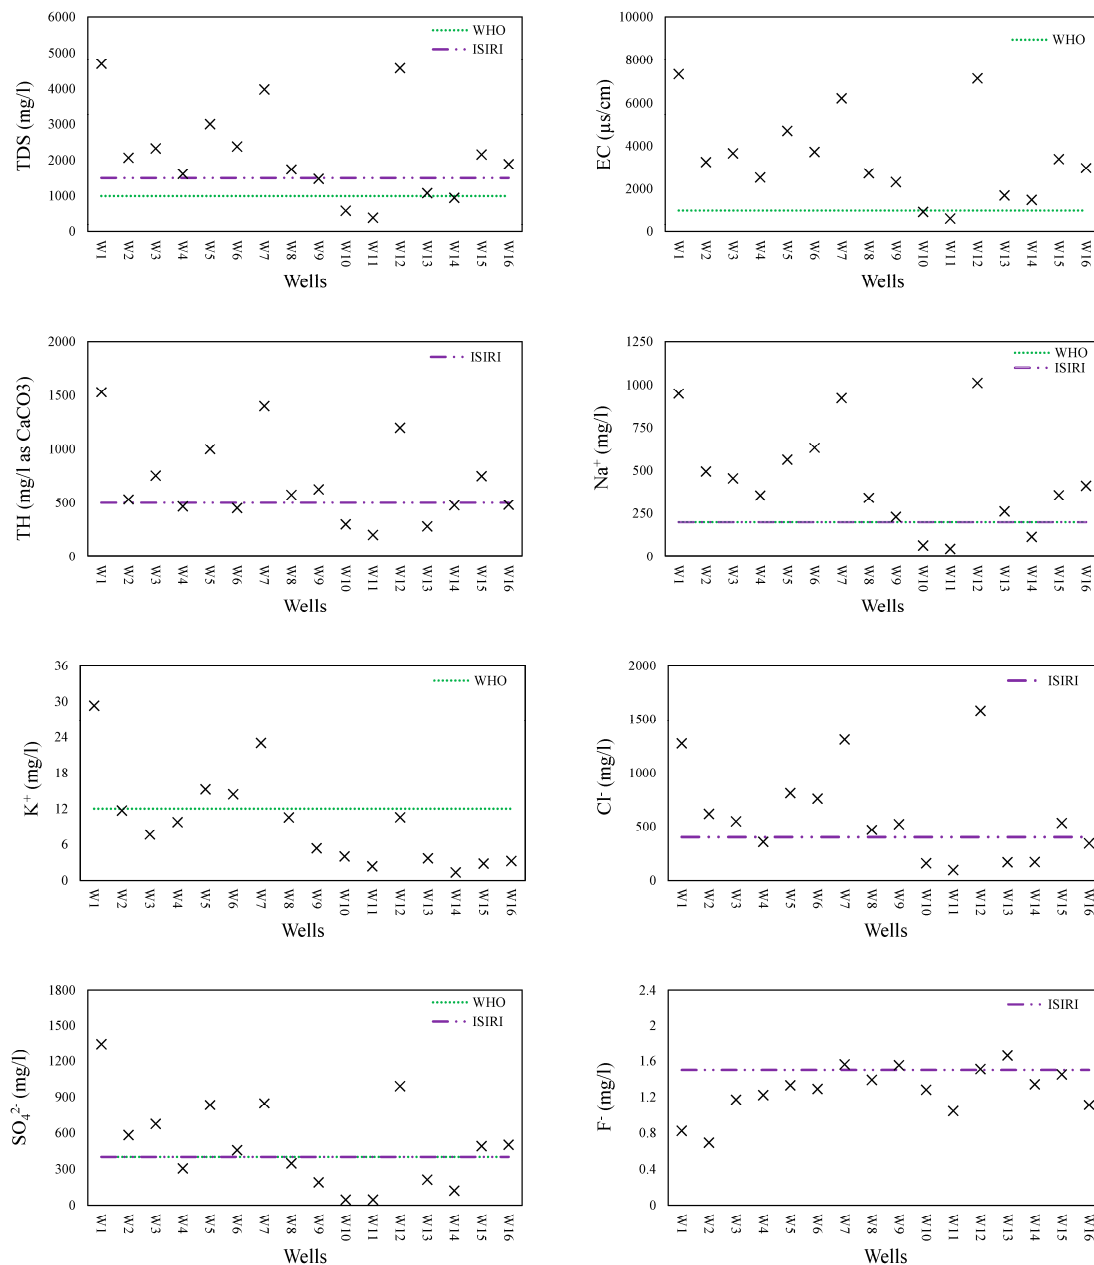 6000
5000
4000
3000
2000
1000
0
TDS (mg/l)
WHO
ISIRI
W1 W2 W3 W4 W5 W6 W7 W8 W9 W10 W11 W12 W13 W14 W15 W16
Wells
10000
8000
6000
4000
2000
0
EC (µs/cm)
WHO
W1 W2 W3 W4 W5 W6 W7 W8 W9 W10 W11 W12 W13 W14 W15 W16
Wells
2000
1500
1000
500
0
TH (mg/l as CaCO3)
ISIRI
W1 W2 W3 W4 W5 W6 W7 W8 W9 W10 W11 W12 W13 W14 W15 W16
Wells
1250
1000
750
500
250
0
Na⁺ (mg/l)
WHO
ISIRI
W1 W2 W3 W4 W5 W6 W7 W8 W9 W10 W11 W12 W13 W14 W15 W16
Wells
36
30
24
18
12
6
0
K⁺ (mg/l)
WHO
W1 W2 W3 W4 W5 W6 W7 W8 W9 W10 W11 W12 W13 W14 W15 W16
Wells
2000
1500
1000
500
0
Cl⁻ (mg/l)
ISIRI
W1 W2 W3 W4 W5 W6 W7 W8 W9 W10 W11 W12 W13 W14 W15 W16
Wells
1800
1500
1200
900
600
300
0
SO₄²⁻ (mg/l)
WHO
ISIRI
W1 W2 W3 W4 W5 W6 W7 W8 W9 W10 W11 W12 W13 W14 W15 W16
Wells
2.4
2
1.6
1.2
0.8
0.4
0
F⁻ (mg/l)
ISIRI
W1 W2 W3 W4 W5 W6 W7 W8 W9 W10 W11 W12 W13 W14 W15 W16
Wells